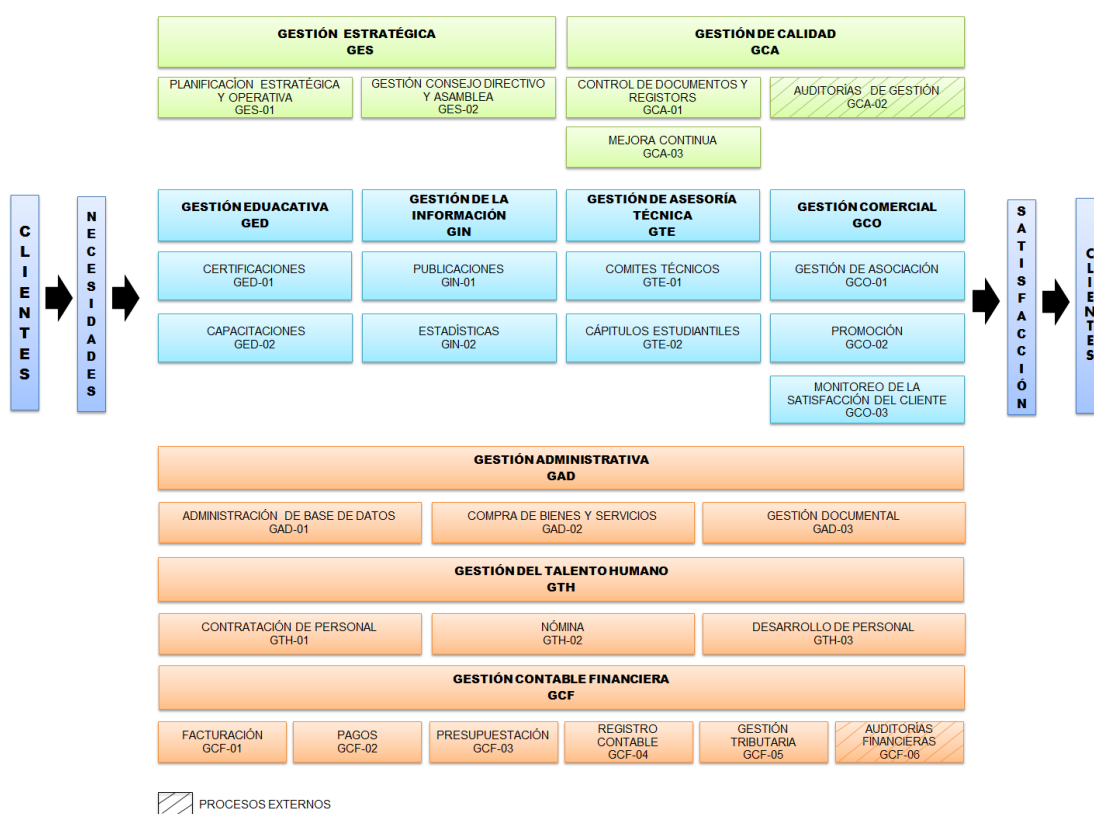 GESTIÓN ESTRATÉGICA
GES
GESTIÓN DE CALIDAD
GCA
PLANIFICACÍON ESTRATÉGICA
Y OPERATIVA
GES-01
GESTIÓN CONSEJO DIRECTIVO
Y ASAMBLEA
GES-02
CONTROL DE DOCUMENTOS Y
REGISTORS
GCA-01
AUDITORÍAS DE GESTIÓN
GCA-02
MEJORA CONTINUA
GCA-03
CLIENTES
NECESIDADES
GESTIÓN EDUACATIVA
GED
GESTIÓN DE LA
INFORMACIÓN
GIN
GESTIÓN DE ASESORÍA
TÉCNICA
GTE
GESTIÓN COMERCIAL
GCO
CERTIFICACIONES
GED-01
PUBLICACIONES
GIN-01
COMITES TÉCNICOS
GTE-01
GESTIÓN DE ASOCIACIÓN
GCO-01
CAPACITACIONES
GED-02
ESTADÌSTICAS
GIN-02
CÁPITULOS ESTUDIANTILES
GTE-02
PROMOCIÓN
GCO-02
MONITOREO DE LA
SATISFACCIÓN DEL CLIENTE
GCO-03
SATISFACCIÓN
CLIENTES
GESTIÓN ADMINISTRATIVA
GAD
ADMINISTRACIÓN DE BASE DE DATOS
GAD-01
COMPRA DE BIENES Y SERVICIOS
GAD-02
GESTIÓN DOCUMENTAL
GAD-03
GESTIÓN DEL TALENTO HUMANO
GTH
CONTRATACIÓN DE PERSONAL
GTH-01
NÓMINA
GTH-02
DESARROLLO DE PERSONAL
GTH-03
GESTIÓN CONTABLE FINANCIERA
GCF
FACTURACIÓN
GCF-01
PAGOS
GCF-02
PRESUPUESTACIÓN
GCF-03
REGISTRO
CONTABLE
GCF-04
GESTIÓN
TRIBUTARIA
GCF-05
AUDITORÍAS
FINANCIERAS
GCF-06
PROCESOS EXTERNOS